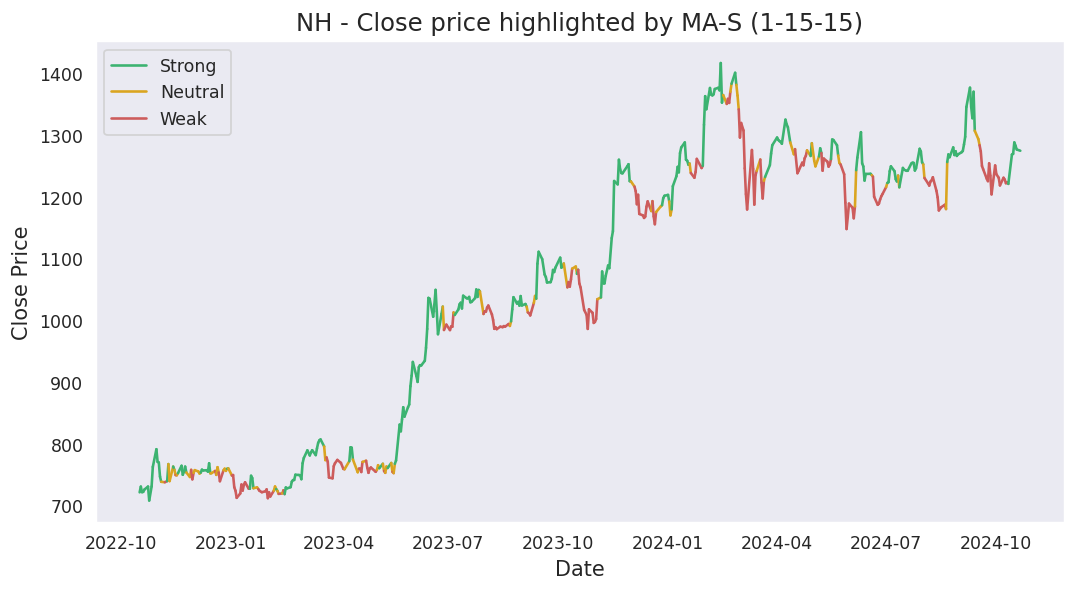 NH - Close price highlighted by MA-S (1-15-15)
Strong
Neutral
Weak
Close Price
1400
1300
1200
1100
1000
900
800
700
2022-10 2023-01 2023-04 2023-07 2023-10 2024-01 2024-04 2024-07 2024-10
Date